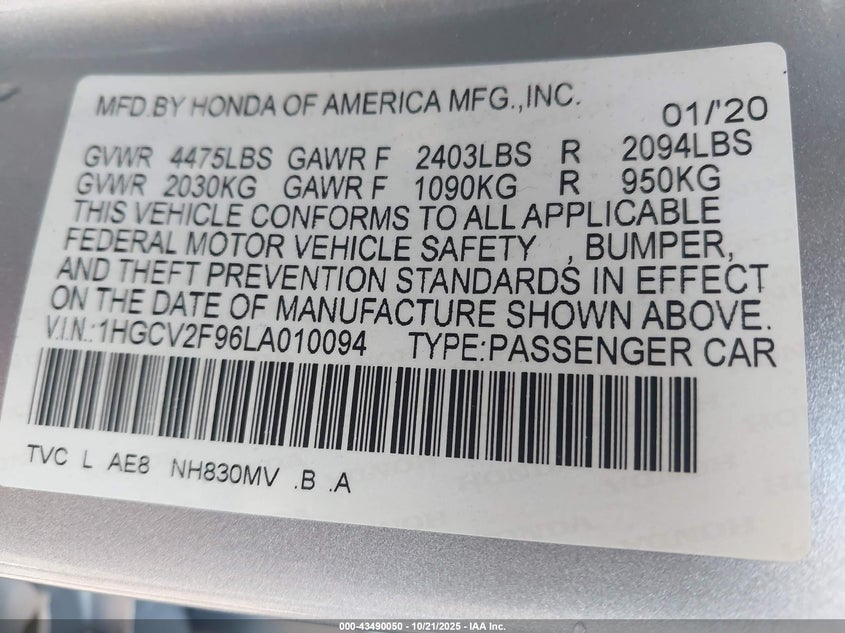 MFD.BY HONDA OF AMERICA MFG.,INC. 01/'20
GVWR 4475LBS GAWR F 2403LBS R 2094LBS
GVWR 2030KG GAWR F 1090KG R 950KG
THIS VEHICLE CONFORMS TO ALL APPLICABLE
FEDERAL MOTOR VEHICLE SAFETY , BUMPER,
AND THEFT PREVENTION STANDARDS IN EFFECT
ON THE DATE OF MANUFACTURE SHOWN ABOVE.
V.I.N.:1HGCV2F96LA010094 TYPE:PASSENGER CAR
TVC L AE8 NH830MV .B .A
000-43490050 - 10/21/2025 - IAA Inc.